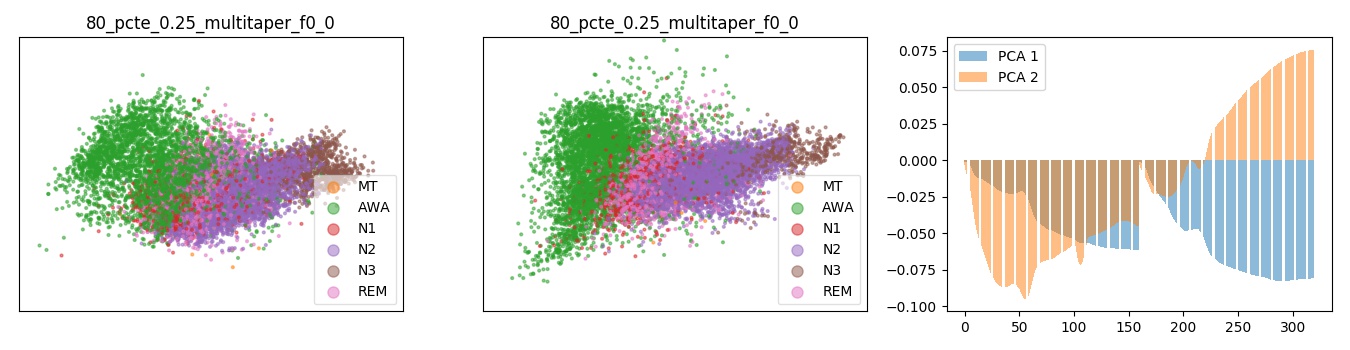 80_pcte_0.25_multitaper_f0_0
MT
AWA
N1
N2
N3
REM
80_pcte_0.25_multitaper_f0_0
MT
AWA
N1
N2
N3
REM
PCA 1
PCA 2
0.075
0.050
0.025
0.000
−0.025
−0.050
−0.075
−0.100
0 50 100 150 200 250 300